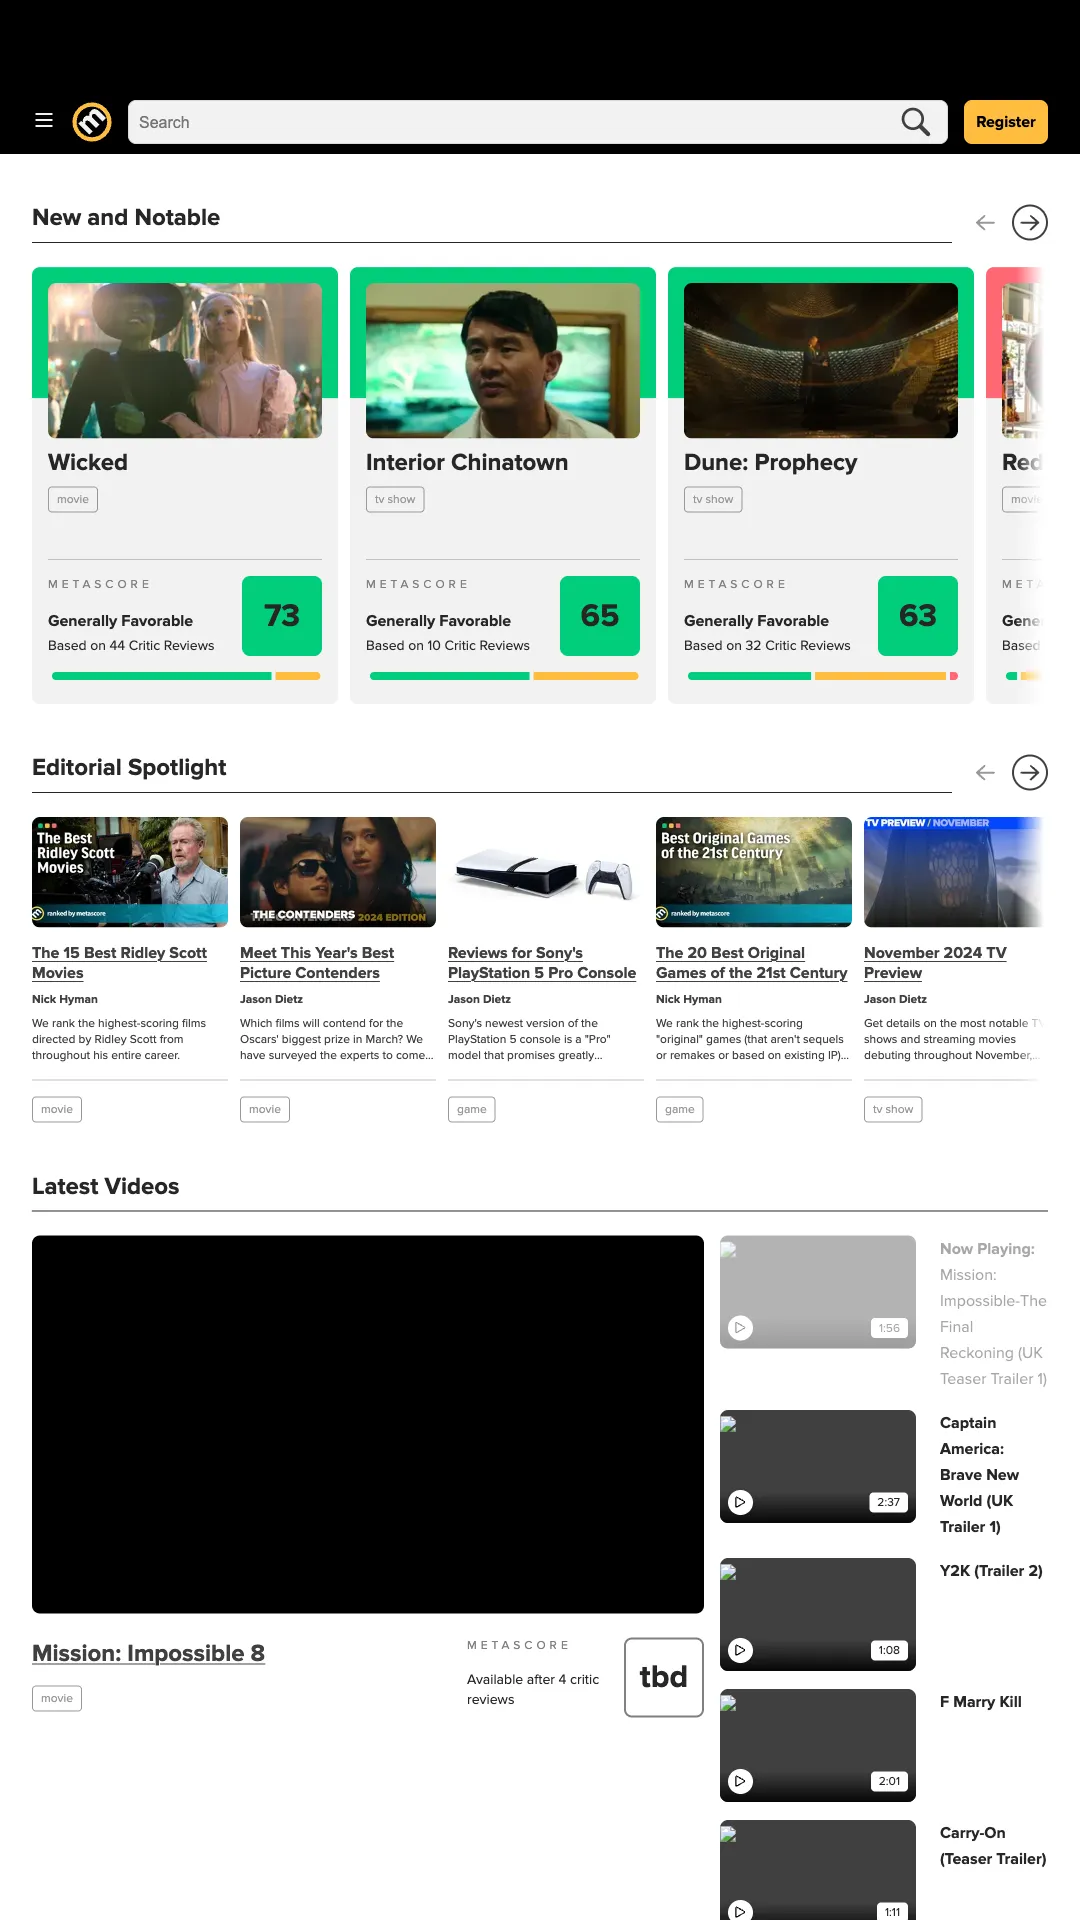 Search
Register
New and Notable
Wicked
movie
METASCORE
Generally Favorable
Based on 44 Critic Reviews
73
Interior Chinatown
tv show
METASCORE
Generally Favorable
Based on 10 Critic Reviews
65
Dune: Prophecy
tv show
METASCORE
Generally Favorable
Based on 32 Critic Reviews
63
Red
movie
META
Gene
Based
Editorial Spotlight
The Best
Ridley Scott
Movies
ranked by metascore
The 15 Best Ridley Scott
Movies
Nick Hyman
We rank the highest-scoring films
directed by Ridley Scott from
throughout his entire career.
movie
THE CONTENDERS 2024 EDITION
Meet This Year's Best
Picture Contenders
Jason Dietz
Which films will contend for the
Oscars' biggest prize in March? We
have surveyed the experts to come...
movie
Reviews for Sony's
PlayStation 5 Pro Console
Jason Dietz
Sony's newest version of the
PlayStation 5 console is a "Pro"
model that promises greatly...
game
Best Original Games
of the 21st Century
ranked by metascore
The 20 Best Original
Games of the 21st Century
Nick Hyman
We rank the highest-scoring
"original" games (that aren't sequels
or remakes or based on existing IP)...
game
TV PREVIEW / NOVEMBER
November 2024 TV
Preview
Jason Dietz
Get details on the most notable TV
shows and streaming movies
debuting throughout November,...
tv show
Latest Videos
Mission: Impossible 8
movie
METASCORE
Available after 4 critic
reviews
tbd
1:56
Now Playing:
Mission:
Impossible-The
Final
Reckoning (UK
Teaser Trailer 1)
2:37
Captain
America:
Brave New
World (UK
Trailer 1)
1:08
Y2K (Trailer 2)
2:01
F Marry Kill
1:11
Carry-On
(Teaser Trailer)